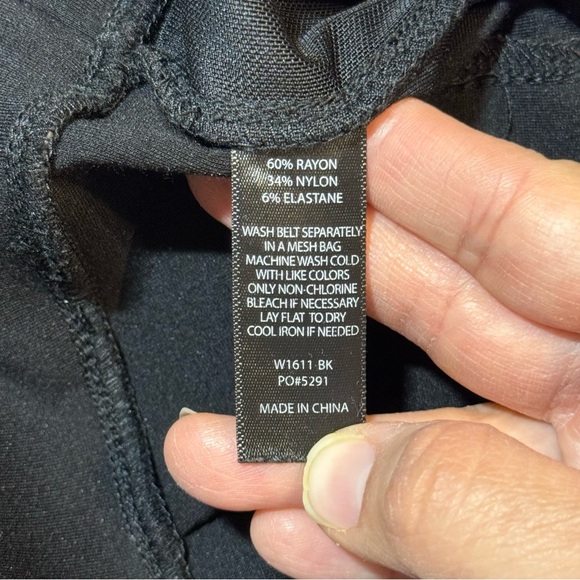 60% RAYON
34% NYLON
6% ELASTANE
WASH BELT SEPARATELY
IN A MESH BAG
MACHINE WASH COLD
WITH LIKE COLORS
ONLY NON-CHLORINE
BLEACH IF NECESSARY
LAY FLAT TO DRY
COOL IRON IF NEEDED
W1611 BK
PO#5291
MADE IN CHINA